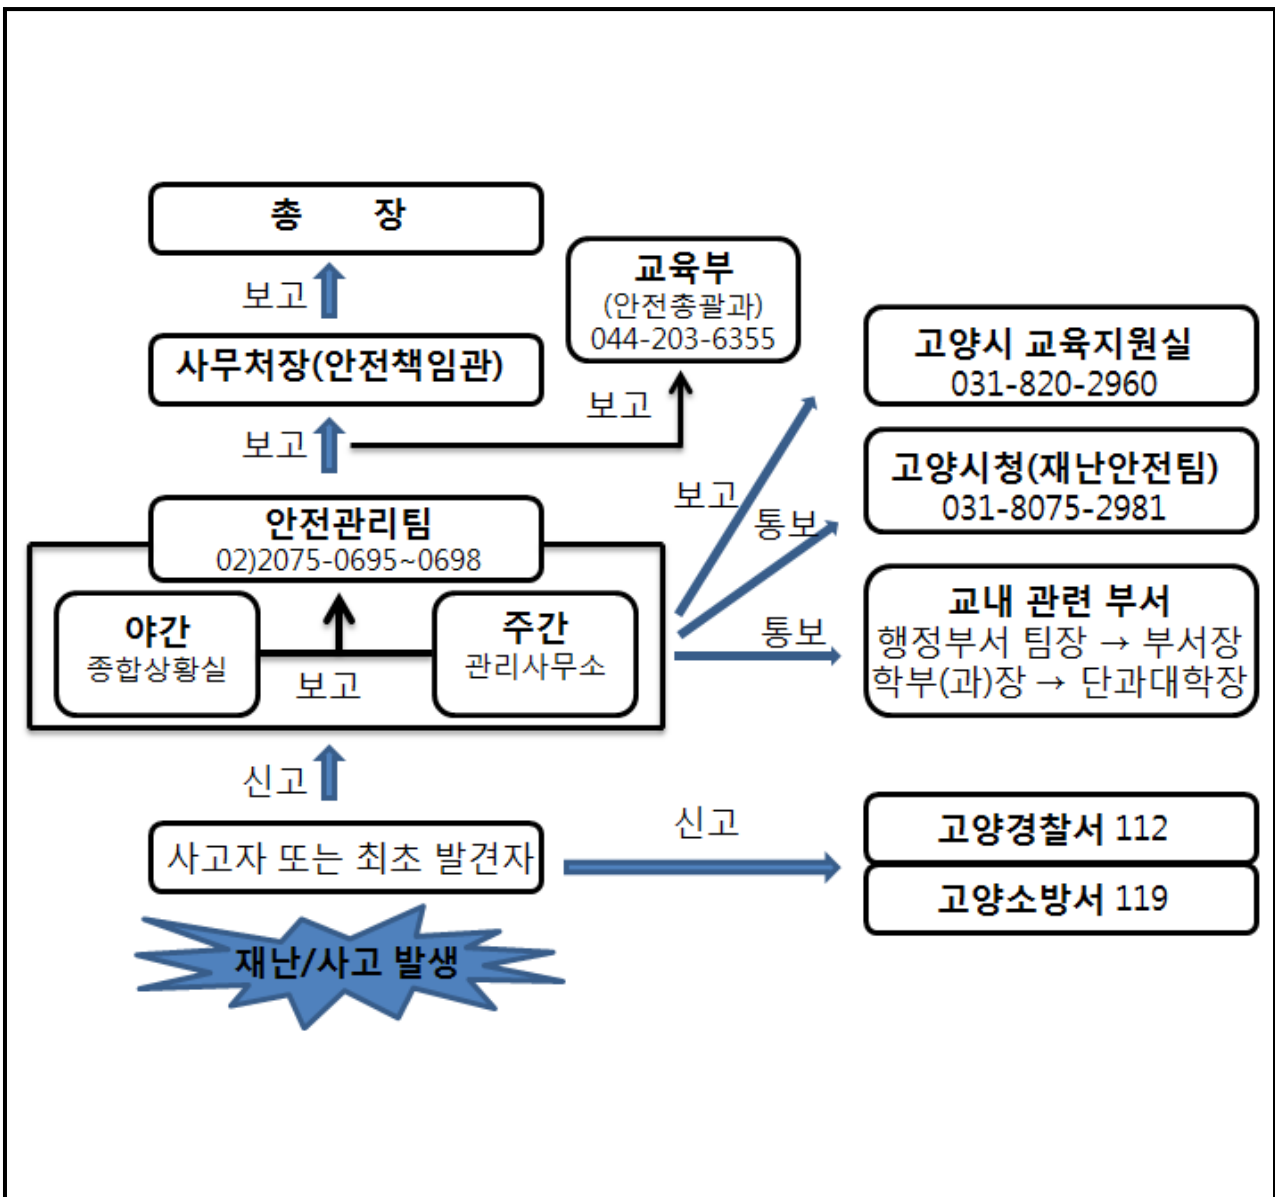 총 장
보고
교육부
(안전총괄과)
044-203-6355
사무처장(안전책임관)
고양시 교육지원실
031-820-2960
보고
보고
고양시청(재난안전팀)
031-8075-2981
보고
통보
안전관리팀
02)2075-0695~0698
야간
종합상황실
주간
관리사무소
보고
통보
교내 관련 부서
행정부서 팀장 → 부서장
학부(과)장 → 단과대학장
신고
사고자 또는 최초 발견자
신고
고양경찰서 112
고양소방서 119
재난/사고 발생